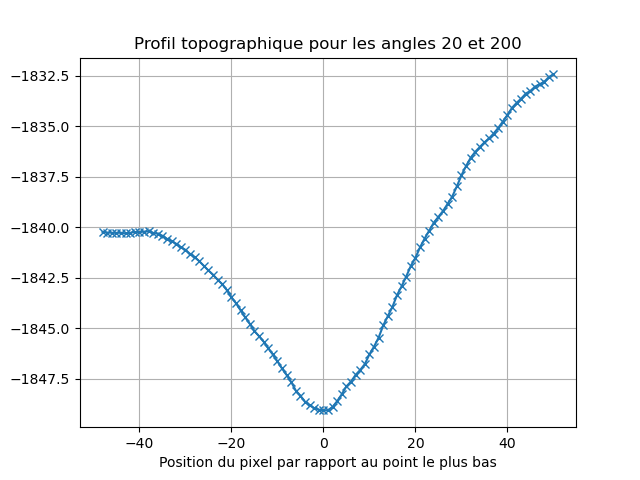 Profil topographique pour les angles 20 et 200
−1832.5
−1835.0
−1837.5
−1840.0
−1842.5
−1845.0
−1847.5
−40 −20 0 20 40
Position du pixel par rapport au point le plus bas